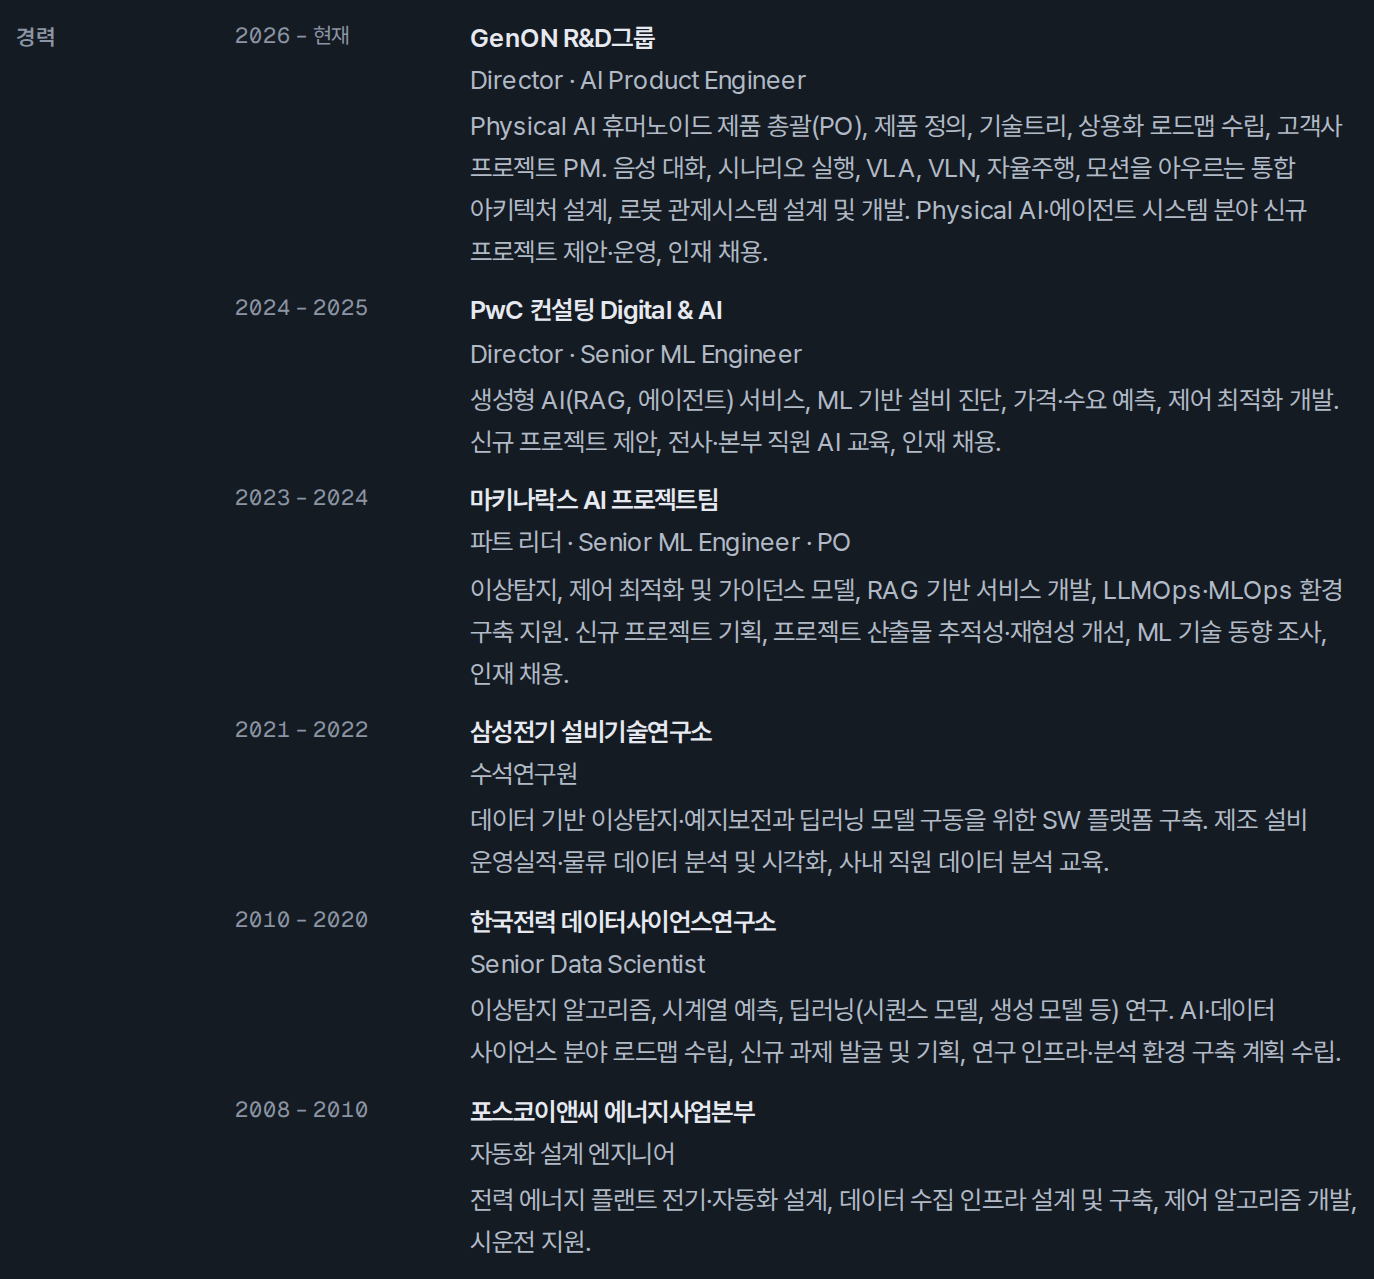 경력
2026 – 현재
GenON R&D그룹
Director · AI Product Engineer
Physical AI 휴머노이드 제품 총괄(PO), 제품 정의, 기술트리, 상용화 로드맵 수립, 고객사
프로젝트 PM. 음성 대화, 시나리오 실행, VLA, VLN, 자율주행, 모션을 아우르는 통합
아키텍처 설계, 로봇 관제시스템 설계 및 개발. Physical AI·에이전트 시스템 분야 신규
프로젝트 제안·운영, 인재 채용.
2024 – 2025
PwC 컨설팅 Digital & AI
Director · Senior ML Engineer
생성형 AI(RAG, 에이전트) 서비스, ML 기반 설비 진단, 가격·수요 예측, 제어 최적화 개발.
신규 프로젝트 제안, 전사·본부 직원 AI 교육, 인재 채용.
2023 – 2024
마키나락스 AI 프로젝트팀
파트 리더 · Senior ML Engineer · PO
이상탐지, 제어 최적화 및 가이던스 모델, RAG 기반 서비스 개발, LLMOps·MLOps 환경
구축 지원. 신규 프로젝트 기획, 프로젝트 산출물 추적성·재현성 개선, ML 기술 동향 조사,
인재 채용.
2021 – 2022
삼성전기 설비기술연구소
수석연구원
데이터 기반 이상탐지·예지보전과 딥러닝 모델 구동을 위한 SW 플랫폼 구축. 제조 설비
운영실적·물류 데이터 분석 및 시각화, 사내 직원 데이터 분석 교육.
2010 – 2020
한국전력 데이터사이언스연구소
Senior Data Scientist
이상탐지 알고리즘, 시계열 예측, 딥러닝(시퀀스 모델, 생성 모델 등) 연구. AI·데이터
사이언스 분야 로드맵 수립, 신규 과제 발굴 및 기획, 연구 인프라·분석 환경 구축 계획 수립.
2008 – 2010
포스코이앤씨 에너지사업본부
자동화 설계 엔지니어
전력 에너지 플랜트 전기·자동화 설계, 데이터 수집 인프라 설계 및 구축, 제어 알고리즘 개발,
시운전 지원.